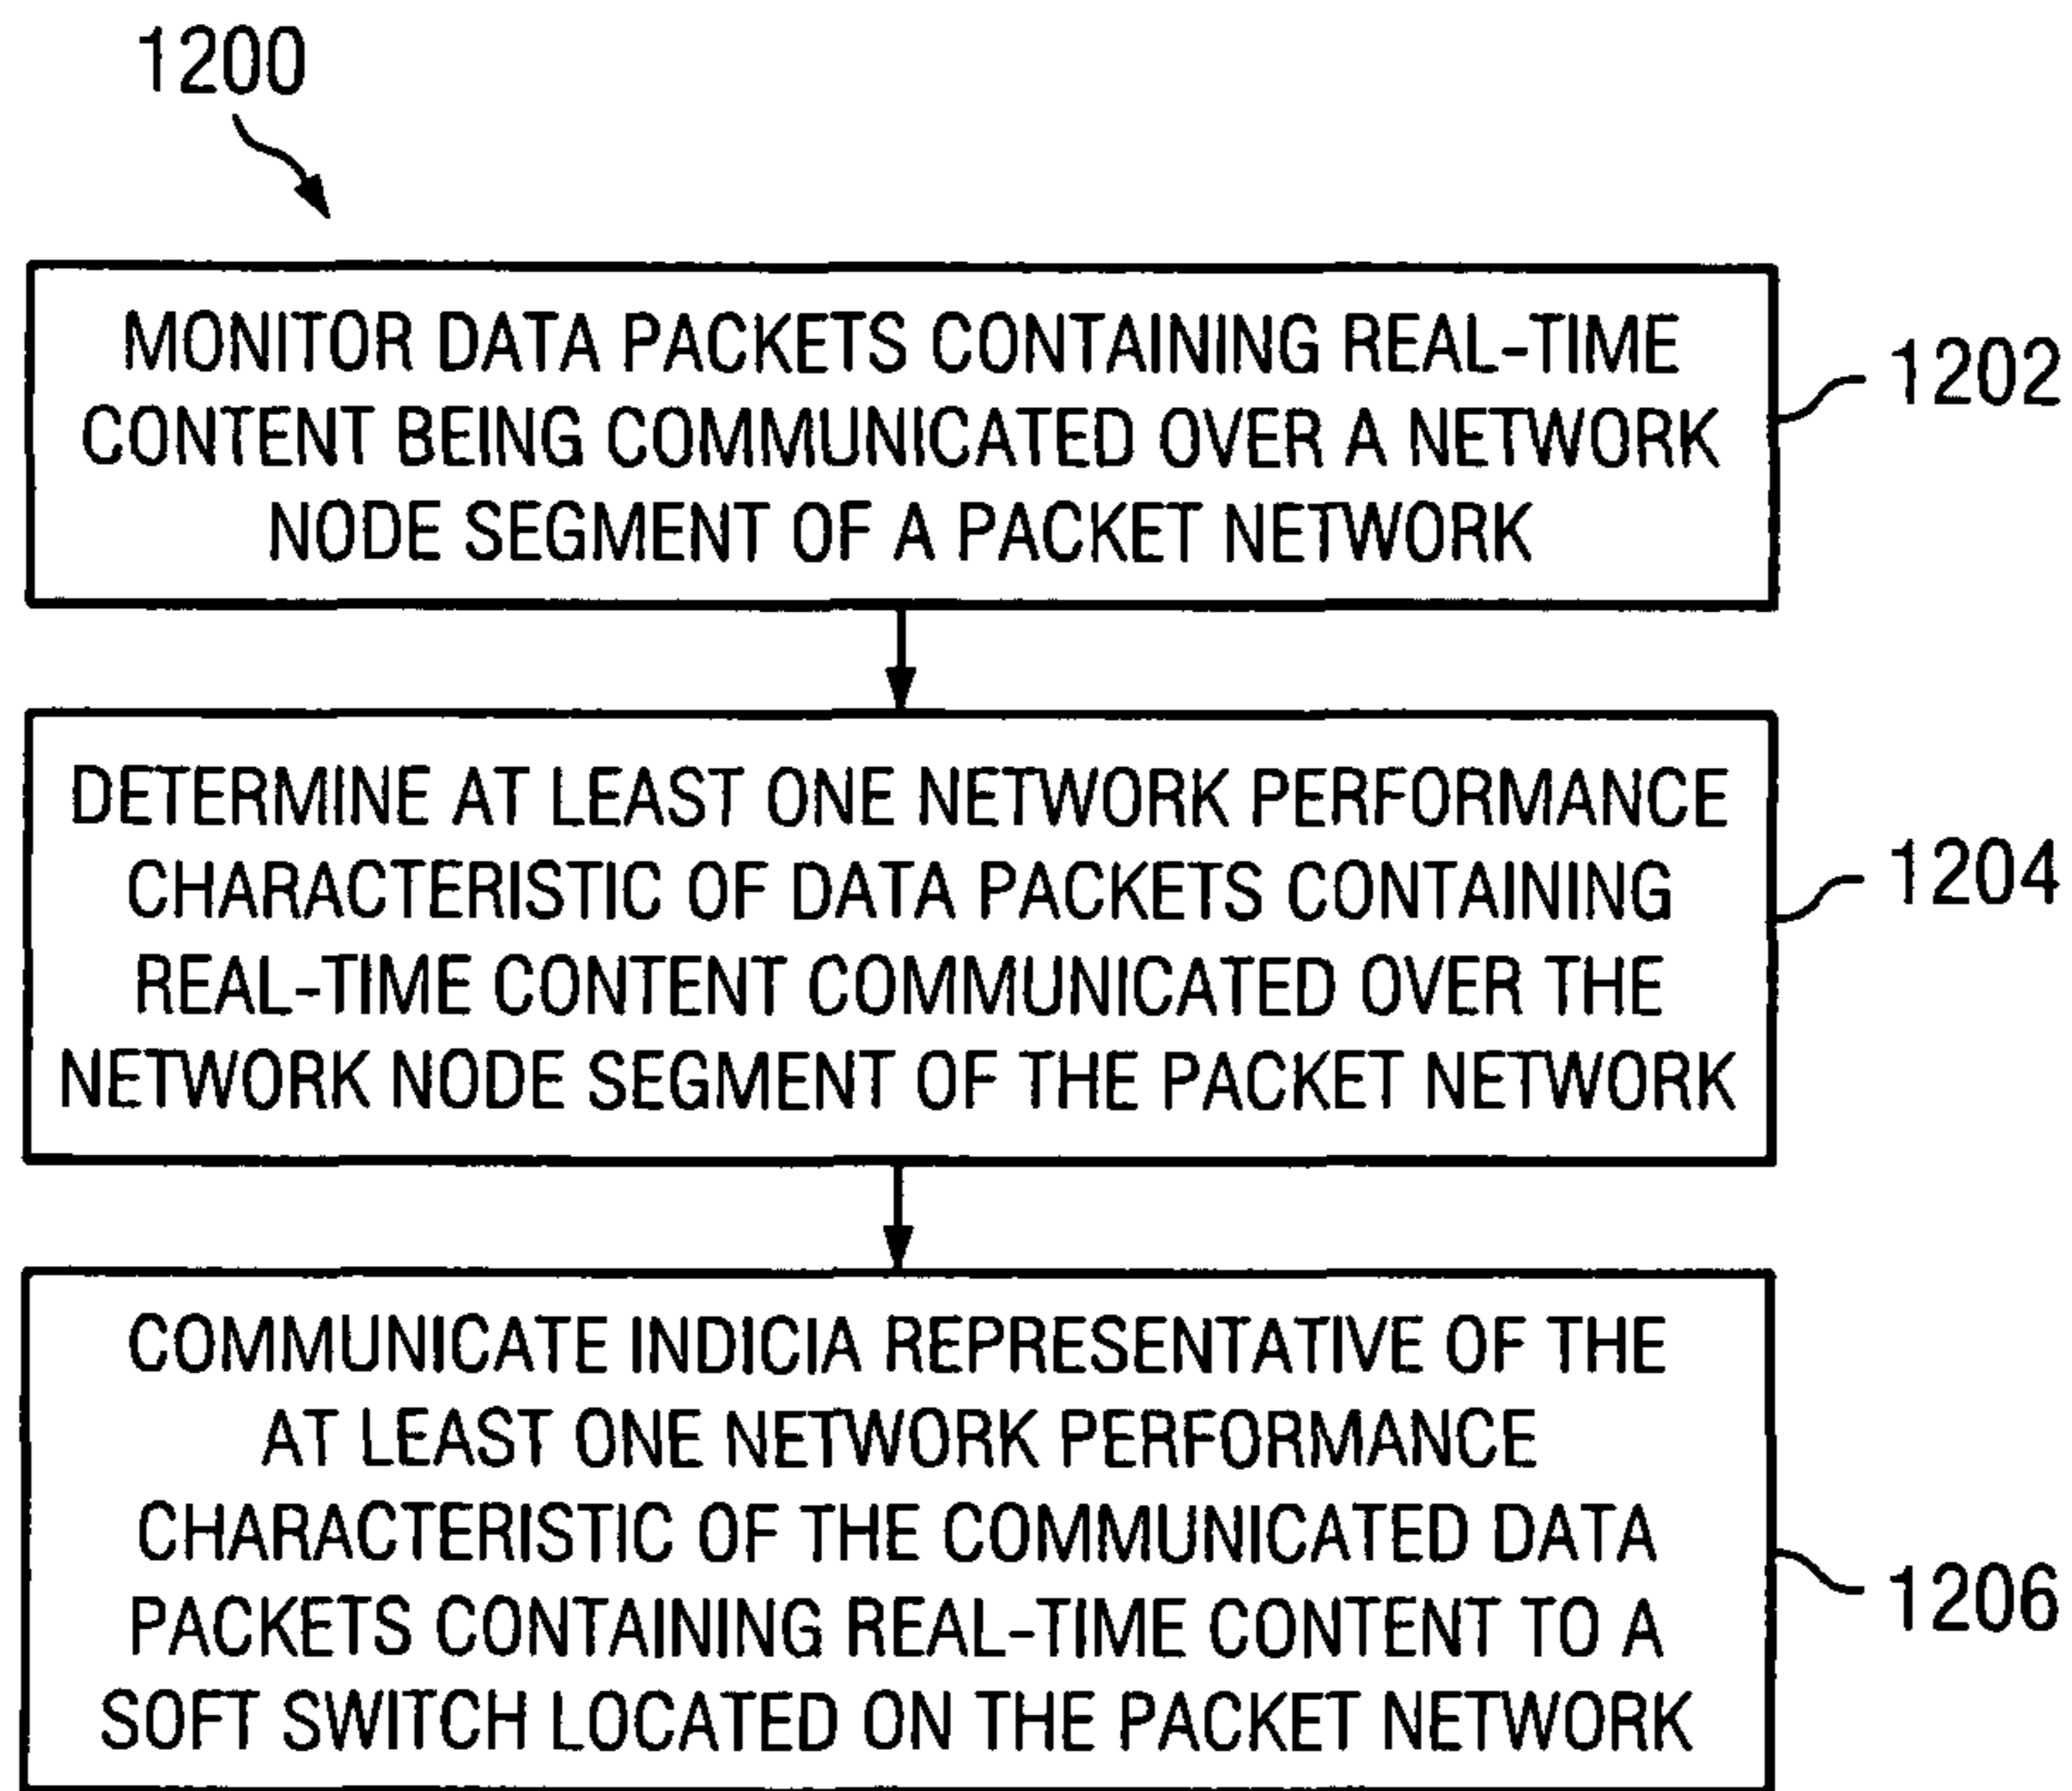 1200
MONITOR DATA PACKETS CONTAINING REAL-TIME
CONTENT BEING COMMUNICATED OVER A NETWORK
NODE SEGMENT OF A PACKET NETWORK
1202
DETERMINE AT LEAST ONE NETWORK PERFORMANCE
CHARACTERISTIC OF DATA PACKETS CONTAINING
REAL-TIME CONTENT COMMUNICATED OVER THE
NETWORK NODE SEGMENT OF THE PACKET NETWORK
1204
COMMUNICATE INDICIA REPRESENTATIVE OF THE
AT LEAST ONE NETWORK PERFORMANCE
CHARACTERISTIC OF THE COMMUNICATED DATA
PACKETS CONTAINING REAL-TIME CONTENT TO A
SOFT SWITCH LOCATED ON THE PACKET NETWORK
1206